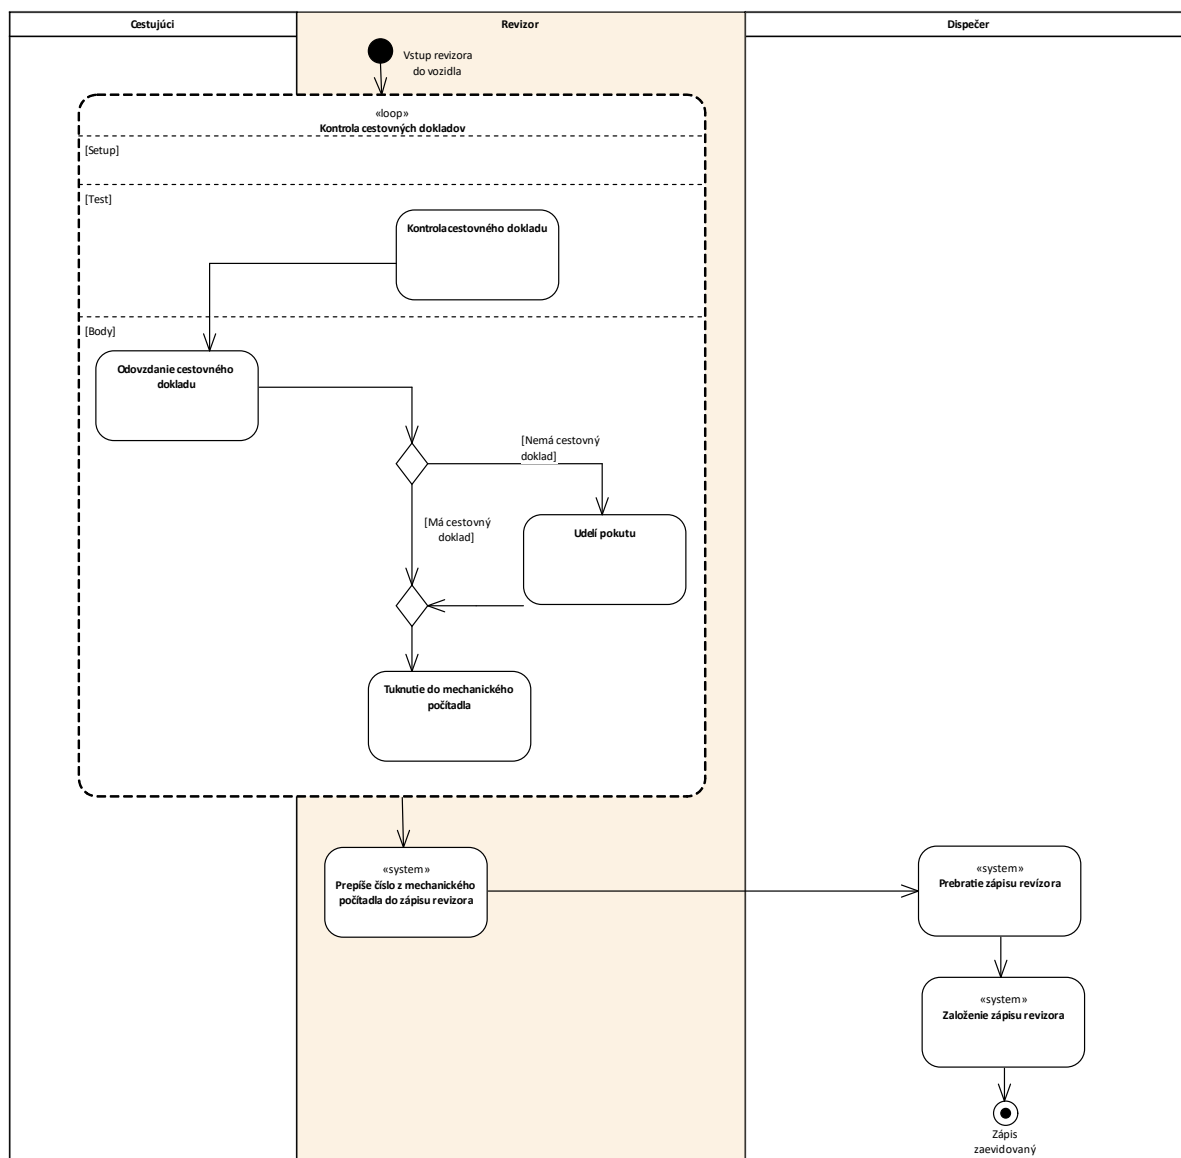 Cestujúci
Revizor
Dispečer
Vstup revizora
do vozidla
«loop»
Kontrola cestovných dokladov
[Setup]
[Test]
Kontrola cestovného dokladu
[Body]
Odovzdanie cestovného
dokladu
[Nemá cestovný
doklad]
[Má cestovný
doklad]
Udelí pokutu
Tuknutie do mechanického
počítadla
«system»
Prepíše číslo z mechanického
počítadla do zápisu revizora
«system»
Prebratie zápisu revízora
«system»
Založenie zápisu revizora
Zápis
zaevidovaný